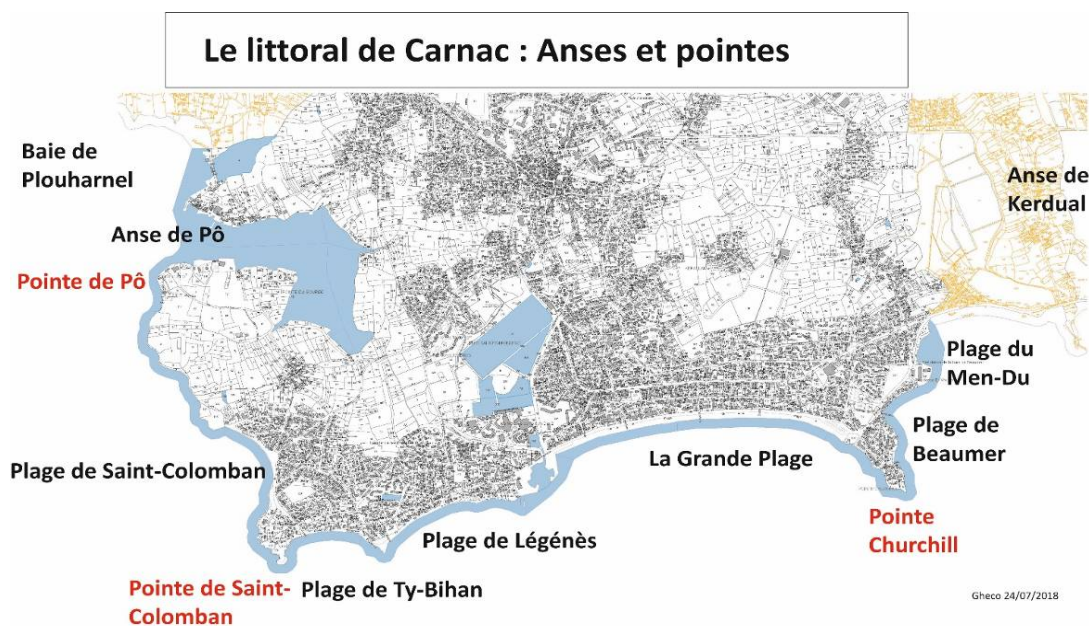 Le littoral de Carnac : Anses et pointes
Baie de
Plouharnel
Anse de
Kerdual
Anse de Pô
Pointe de Pô
Plage du
Men-Du
Plage de
Beaumer
Plage de Saint-Colomban
La Grande Plage
Pointe
Churchill
Plage de Légénès
Pointe de Saint-
Colomban
Plage de Ty-Bihan
Gheco 24/07/2018